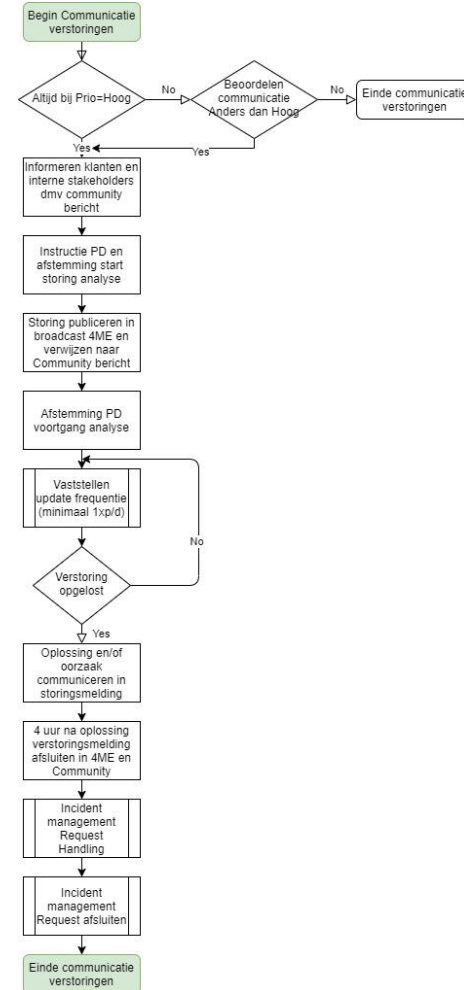 Begin Communicatie
verstoringen
Altijd bij Prio=Hoog
No
Beoordelen
communicatie
Anders dan Hoog
No
Einde communicatie
verstoringen
Yes
Yes
Informeren klanten en
interne stakeholders
dmv community
bericht
Instructie PD en
afstemming start
storing analyse
Storing publiceren in
broadcast 4ME en
verwijzen naar
Community bericht
Afstemming PD
voortgang analyse
Vaststellen
update frequentie
(minimaal 1xp/d)
No
Verstoring
opgelost
Yes
Oplossing en/of
oorzaak
communiceren in
storingsmelding
4 uur na oplossing
verstoringsmelding
afsluiten in 4ME en
Community
Incident
management
Request
Handling
Incident
management
Request afsluiten
Einde communicatie
verstoringen